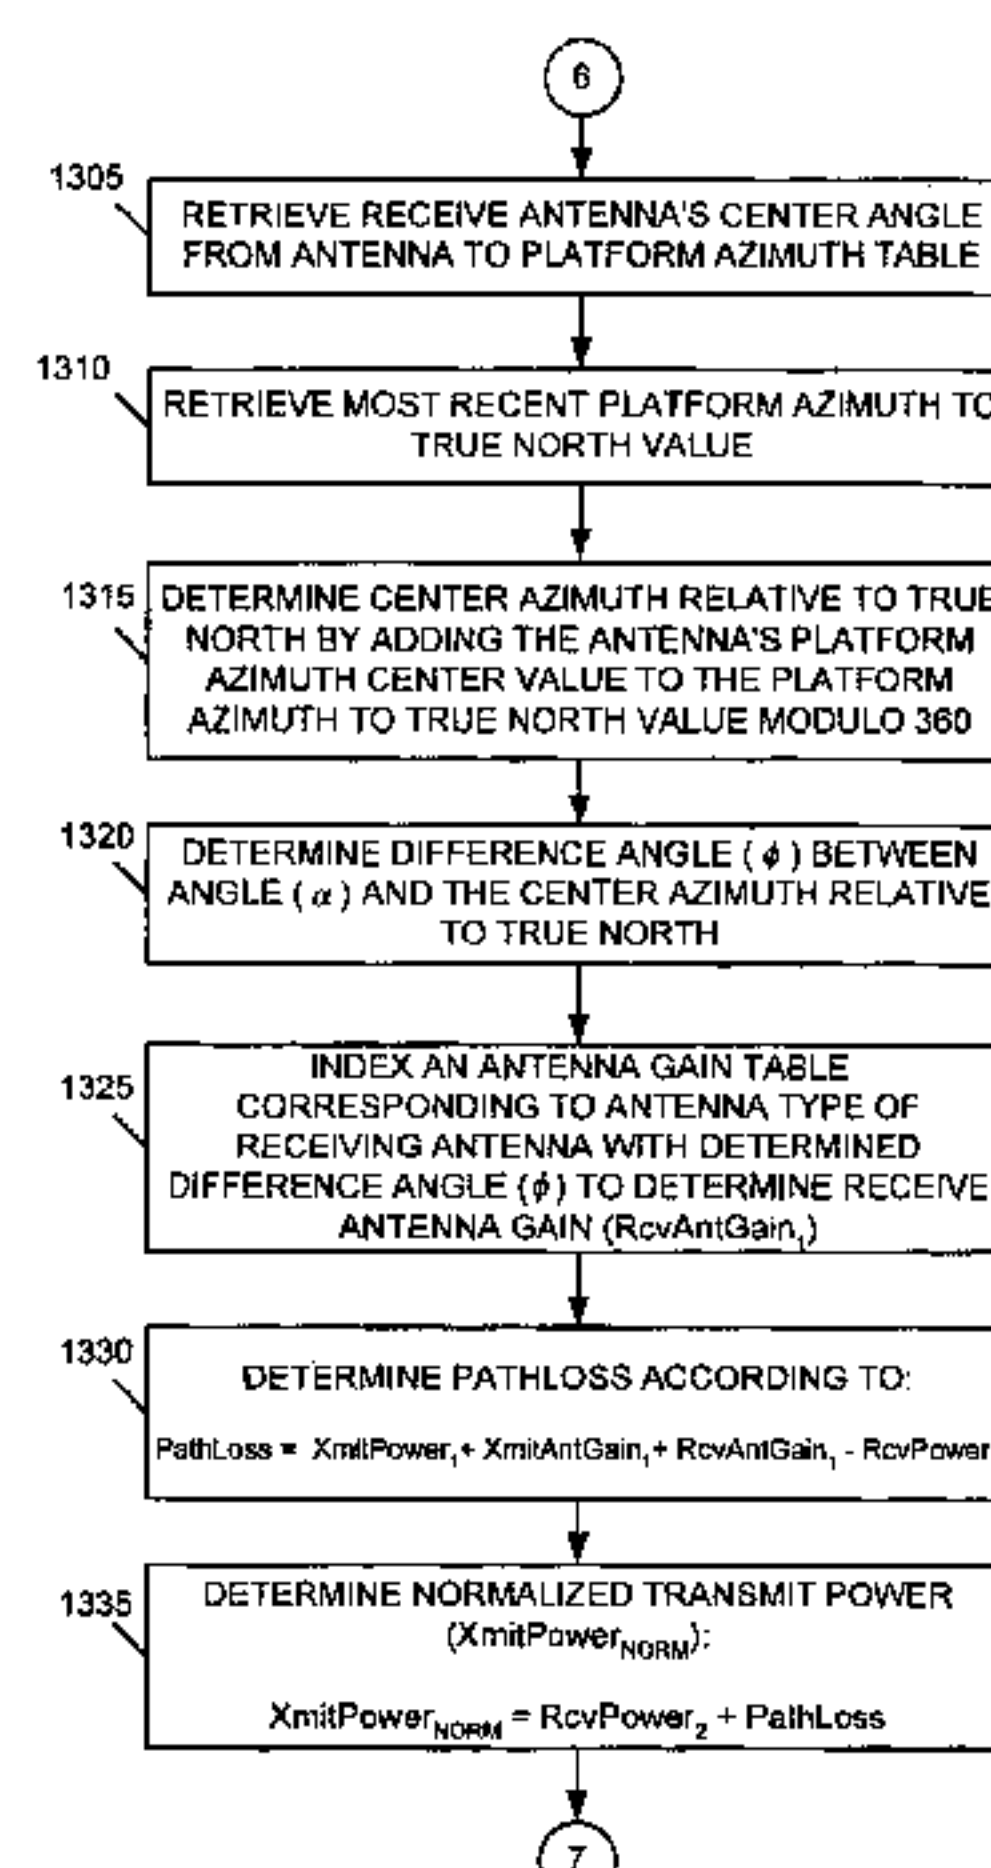 6
1305
RETRIEVE RECEIVE ANTENNA'S CENTER ANGLE
FROM ANTENNA TO PLATFORM AZIMUTH TABLE
1310
RETRIEVE MOST RECENT PLATFORM AZIMUTH TO
TRUE NORTH VALUE
1315
DETERMINE CENTER AZIMUTH RELATIVE TO TRUE
NORTH BY ADDING THE ANTENNA'S PLATFORM
AZIMUTH CENTER VALUE TO THE PLATFORM
AZIMUTH TO TRUE NORTH VALUE MODULO 360
1320
DETERMINE DIFFERENCE ANGLE (ϕ) BETWEEN
ANGLE (α) AND THE CENTER AZIMUTH RELATIVE
TO TRUE NORTH
1325
INDEX AN ANTENNA GAIN TABLE
CORRESPONDING TO ANTENNA TYPE OF
RECEIVING ANTENNA WITH DETERMINED
DIFFERENCE ANGLE (ϕ) TO DETERMINE RECEIVE
ANTENNA GAIN (RcvAntGain₁)
1330
DETERMINE PATHLOSS ACCORDING TO:
PathLoss = XmitPower₁+ XmitAntGain₁+ RcvAntGain₁ - RcvPower
1335
DETERMINE NORMALIZED TRANSMIT POWER
(XmitPower_NORM):
XmitPower_NORM = RcvPower₂ + PathLoss
7